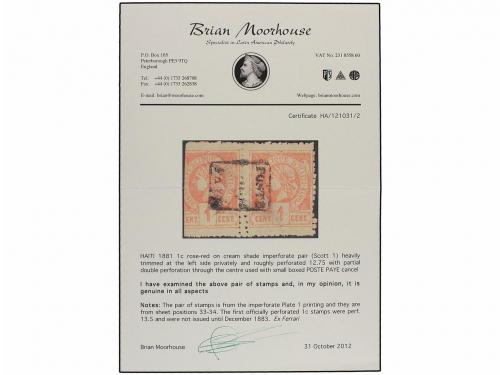 Brian Moorhouse
Specialist in Latin American Philately
P.O. Box 105
Peterborough PE3 9TQ
England
VAT No. 231 8558 60
Tel. +44 (0) 1733 268768
Fax: +44 (0) 1733 262838
E-mail: brian@moorhouse.com
Webpage: brianmoorhouse.com
Certificate HA/121031/2
1
CENT.
POSTE
HAITI 1881 1c rose-red on cream shade imperforate pair (Scott 1) heavily
trimmed at the left side privately and roughly perforated 12.75 with partial
double perforation through the centre used with small boxed POSTE PAYE cancel
I have examined the above pair of stamps and, in my opinion, it is
genuine in all aspects
Notes: The pair of stamps is from the imperforate Plate 1 printing and they are
from sheet positions 33-34. The first officially perforated 1c stamps were perf.
13.5 and were not issued until December 1883. Ex Ferrari
Brian Moorhouse
31 October 2012